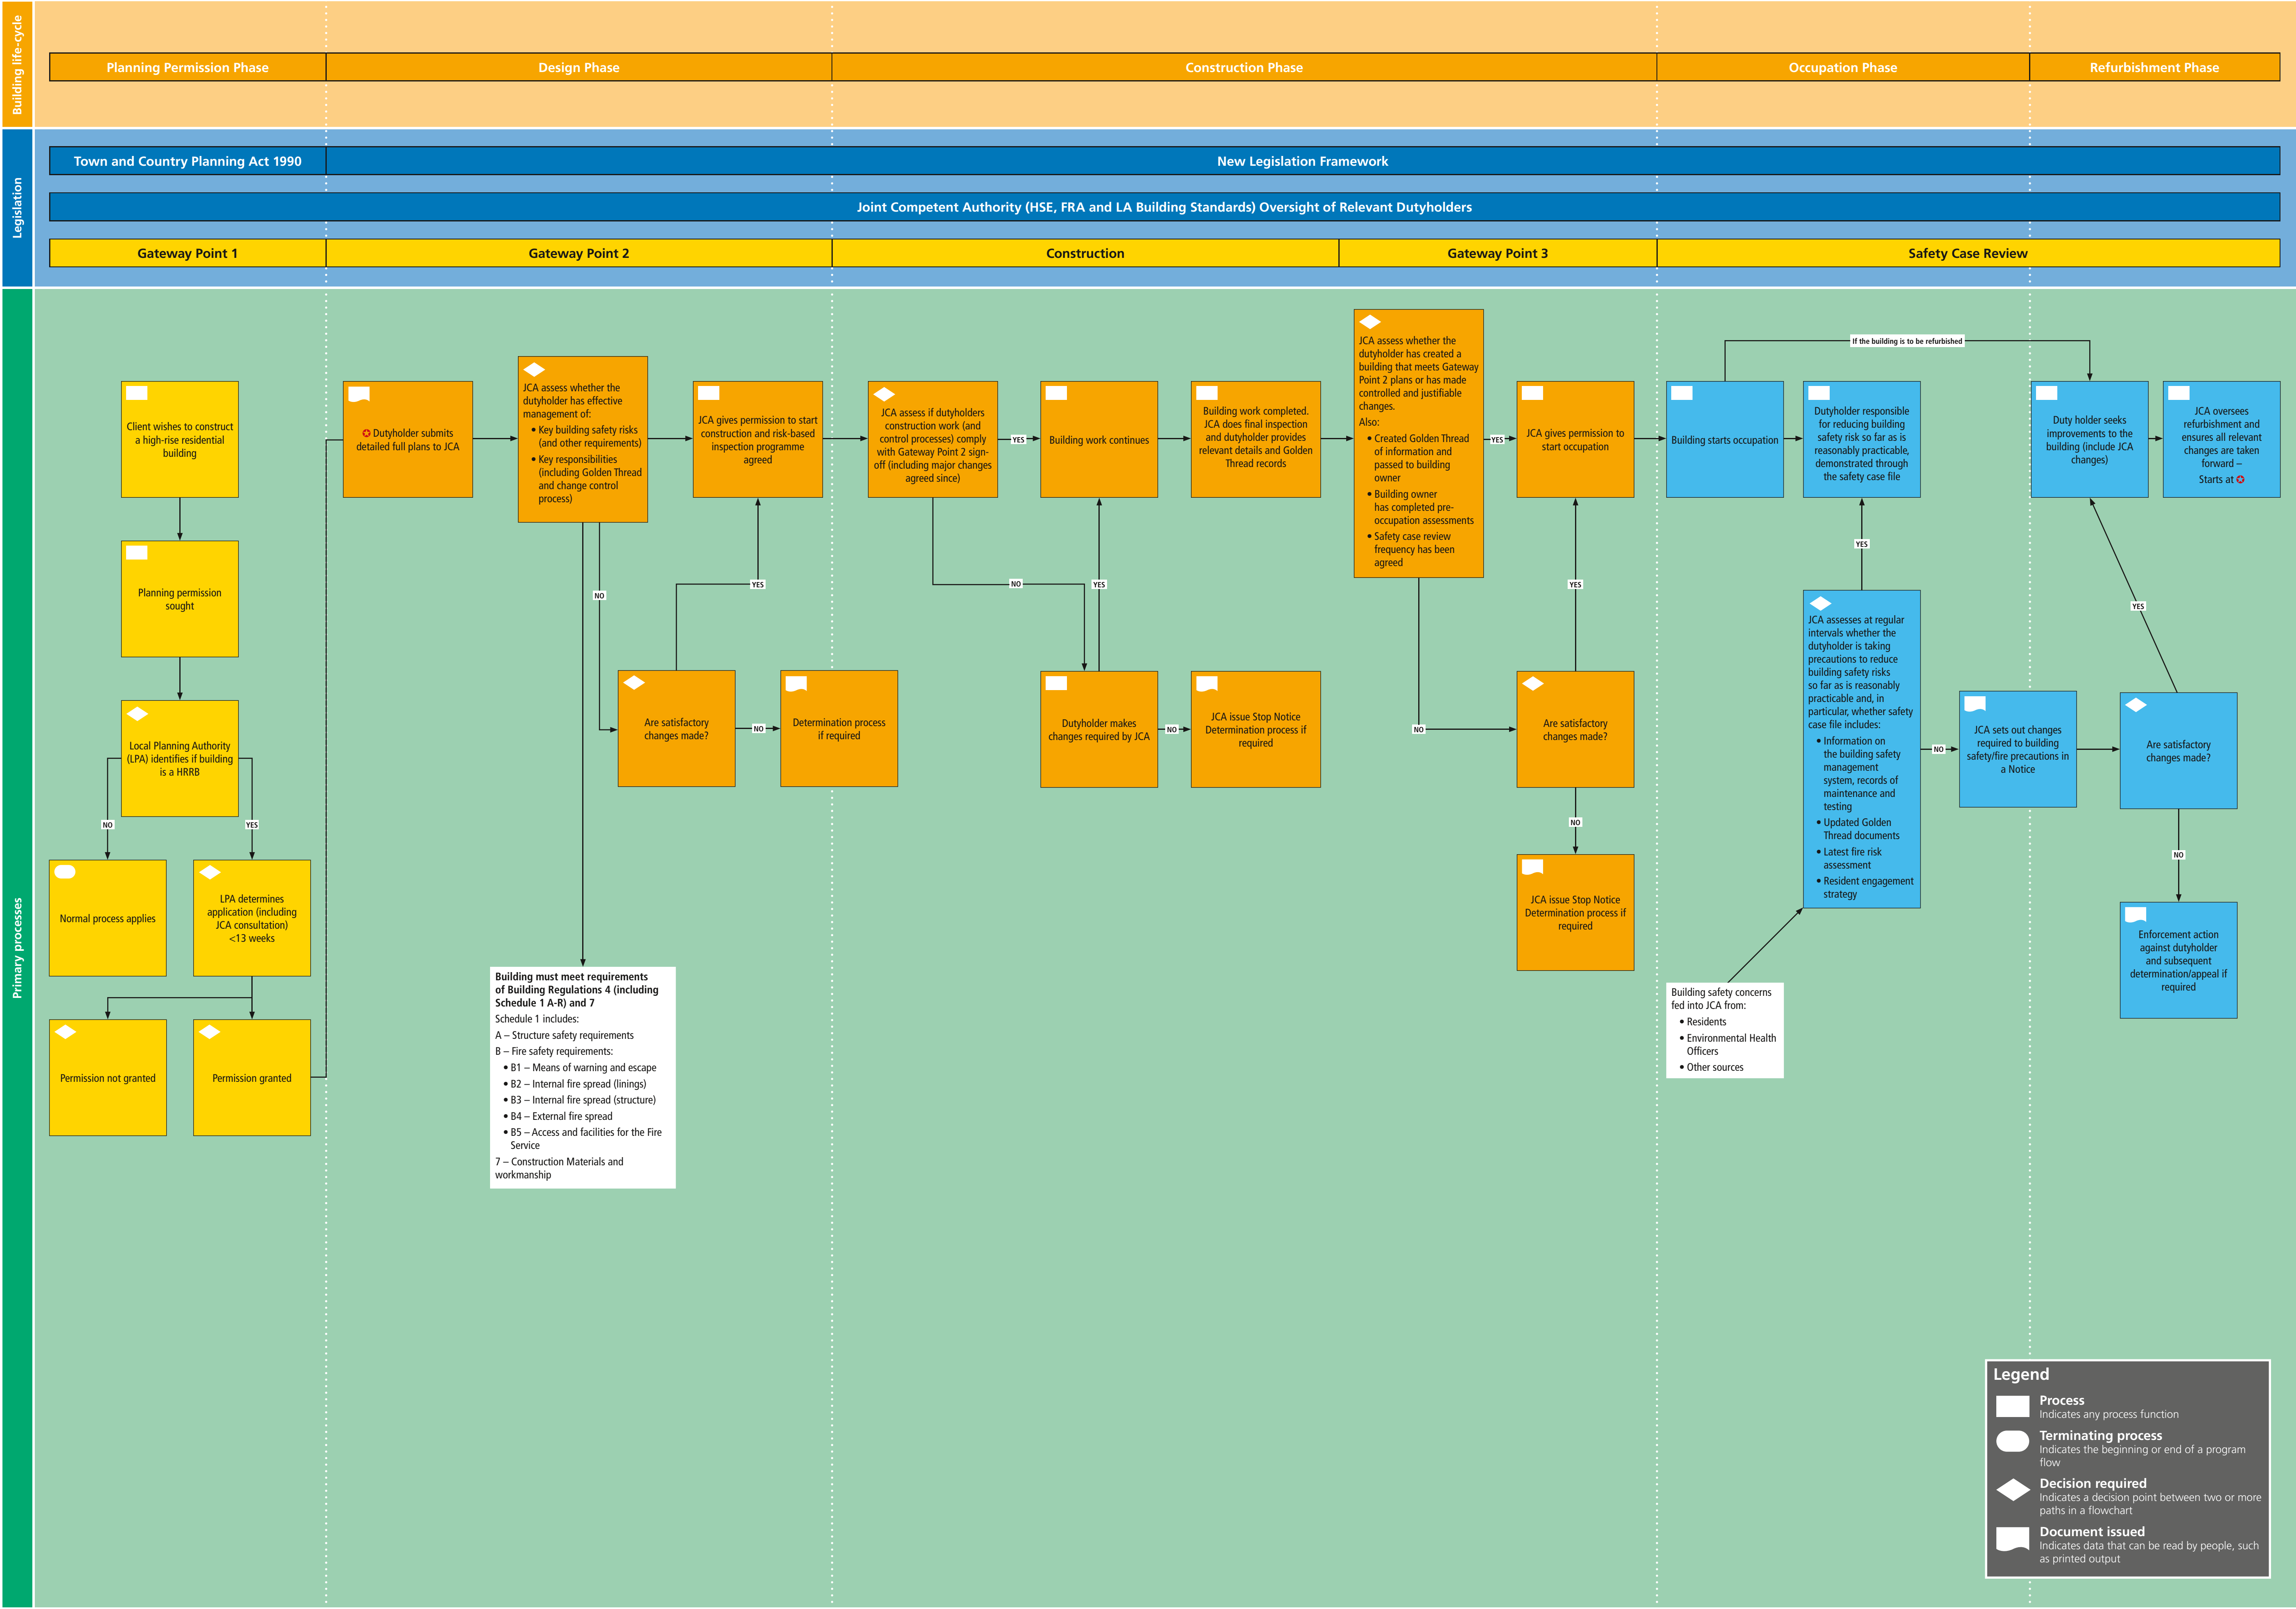 Building life-cycle
Planning Permission Phase
Design Phase
Construction Phase
Occupation Phase
Refurbishment Phase
Legislation
Town and Country Planning Act 1990
New Legislation Framework
Joint Competent Authority (HSE, FRA and LA Building Standards) Oversight of Relevant Dutyholders
Gateway Point 1
Gateway Point 2
Construction
Gateway Point 3
Safety Case Review
Primary processes
Client wishes to construct
a high-rise residential
building
Planning permission
sought
Local Planning Authority
(LPA) identifies if building
is a HRRB
NO
YES
Normal process applies
LPA determines
application (including
JCA consultation)
<13 weeks
Permission not granted
Permission granted
✪ Dutyholder submits
detailed full plans to JCA
JCA assess whether the
dutyholder has effective
management of:
• Key building safety risks
(and other requirements)
• Key responsibilities
(including Golden Thread
and change control
process)
JCA gives permission to start
construction and risk-based
inspection programme
agreed
NO
YES
Are satisfactory
changes made?
NO
Determination process
if required
Building must meet requirements
of Building Regulations 4 (including
Schedule 1 A-R) and 7
Schedule 1 includes:
A – Structure safety requirements
B – Fire safety requirements:
• B1 – Means of warning and escape
• B2 – Internal fire spread (linings)
• B3 – Internal fire spread (structure)
• B4 – External fire spread
• B5 – Access and facilities for the Fire
Service
7 – Construction Materials and
workmanship
JCA assess if dutyholders
construction work (and
control processes) comply
with Gateway Point 2 sign-
off (including major changes
agreed since)
YES
Building work continues
Building work completed.
JCA does final inspection
and dutyholder provides
relevant details and Golden
Thread records
NO
YES
Dutyholder makes
changes required by JCA
NO
JCA issue Stop Notice
Determination process if
required
JCA assess whether the
dutyholder has created a
building that meets Gateway
Point 2 plans or has made
controlled and justifiable
changes.
Also:
• Created Golden Thread
of information and
passed to building
owner
• Building owner
has completed pre-
occupation assessments
• Safety case review
frequency has been
agreed
YES
JCA gives permission to
start occupation
YES
NO
Are satisfactory
changes made?
NO
JCA issue Stop Notice
Determination process if
required
If the building is to be refurbished
Building starts occupation
Dutyholder responsible
for reducing building
safety risk so far as is
reasonably practicable,
demonstrated through
the safety case file
YES
JCA assesses at regular
intervals whether the
dutyholder is taking
precautions to reduce
building safety risks
so far as is reasonably
practicable and, in
particular, whether safety
case file includes:
• Information on
the building safety
management
system, records of
maintenance and
testing
• Updated Golden
Thread documents
• Latest fire risk
assessment
• Resident engagement
strategy
Building safety concerns
fed into JCA from:
• Residents
• Environmental Health
Officers
• Other sources
NO
JCA sets out changes
required to building
safety/fire precautions in
a Notice
Duty holder seeks
improvements to the
building (include JCA
changes)
JCA oversees
refurbishment and
ensures all relevant
changes are taken
forward –
Starts at ✪
YES
Are satisfactory
changes made?
NO
Enforcement action
against dutyholder
and subsequent
determination/appeal if
required
Legend
Process
Indicates any process function
Terminating process
Indicates the beginning or end of a program
flow
Decision required
Indicates a decision point between two or more
paths in a flowchart
Document issued
Indicates data that can be read by people, such
as printed output